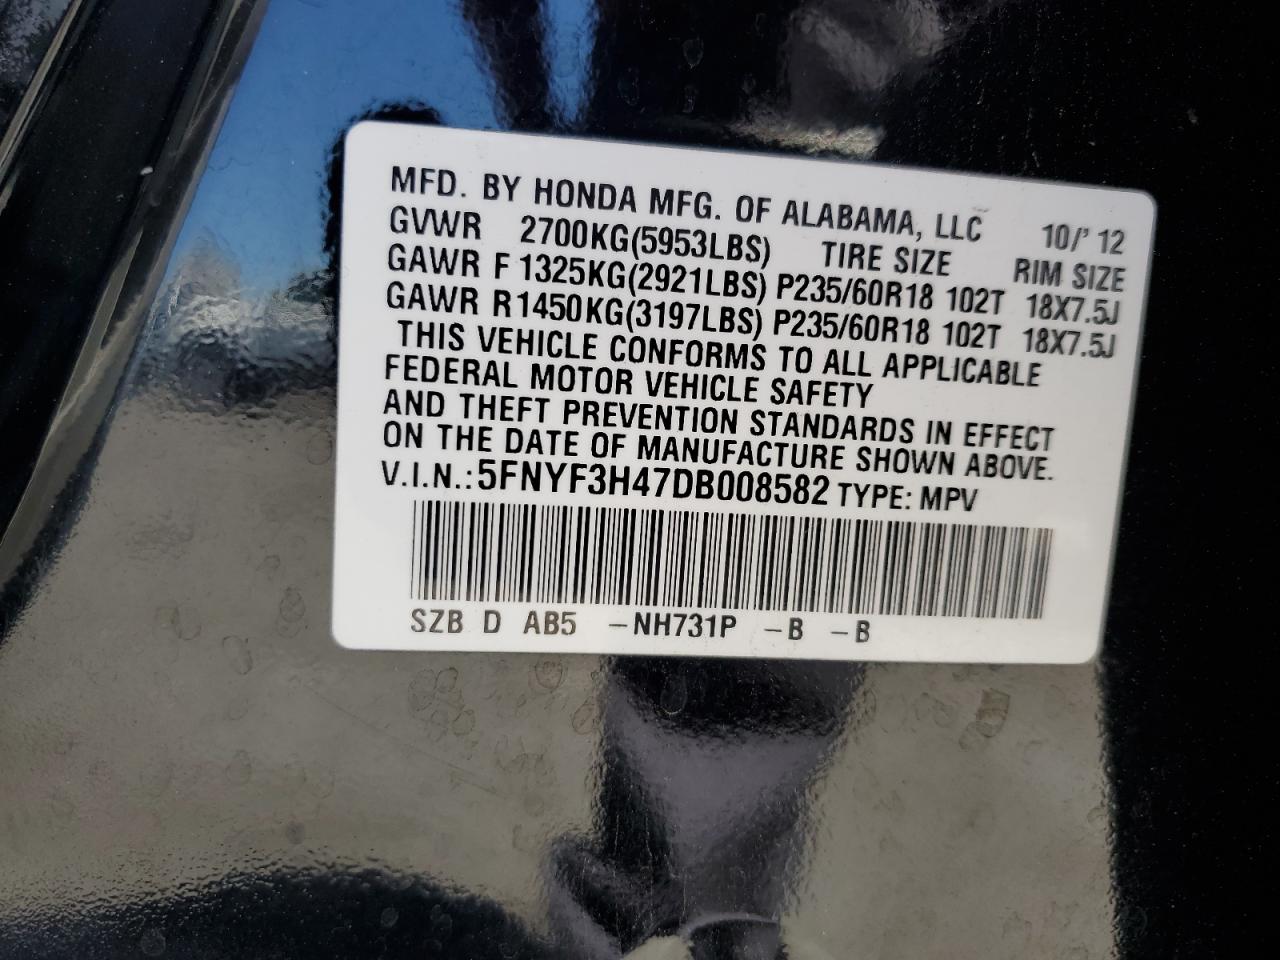 MFD. BY HONDA MFG. OF ALABAMA, LLC 10/' 12
GVWR 2700KG(5953LBS) TIRE SIZE RIM SIZE
GAWR F 1325KG(2921LBS) P235/60R18 102T 18X7.5J
GAWR R 1450KG(3197LBS) P235/60R18 102T 18X7.5J
THIS VEHICLE CONFORMS TO ALL APPLICABLE
FEDERAL MOTOR VEHICLE SAFETY
AND THEFT PREVENTION STANDARDS IN EFFECT
ON THE DATE OF MANUFACTURE SHOWN ABOVE.
V.I.N.: 5FNYF3H47DB008582 TYPE: MPV
SZB D AB5 -NH731P -B -B